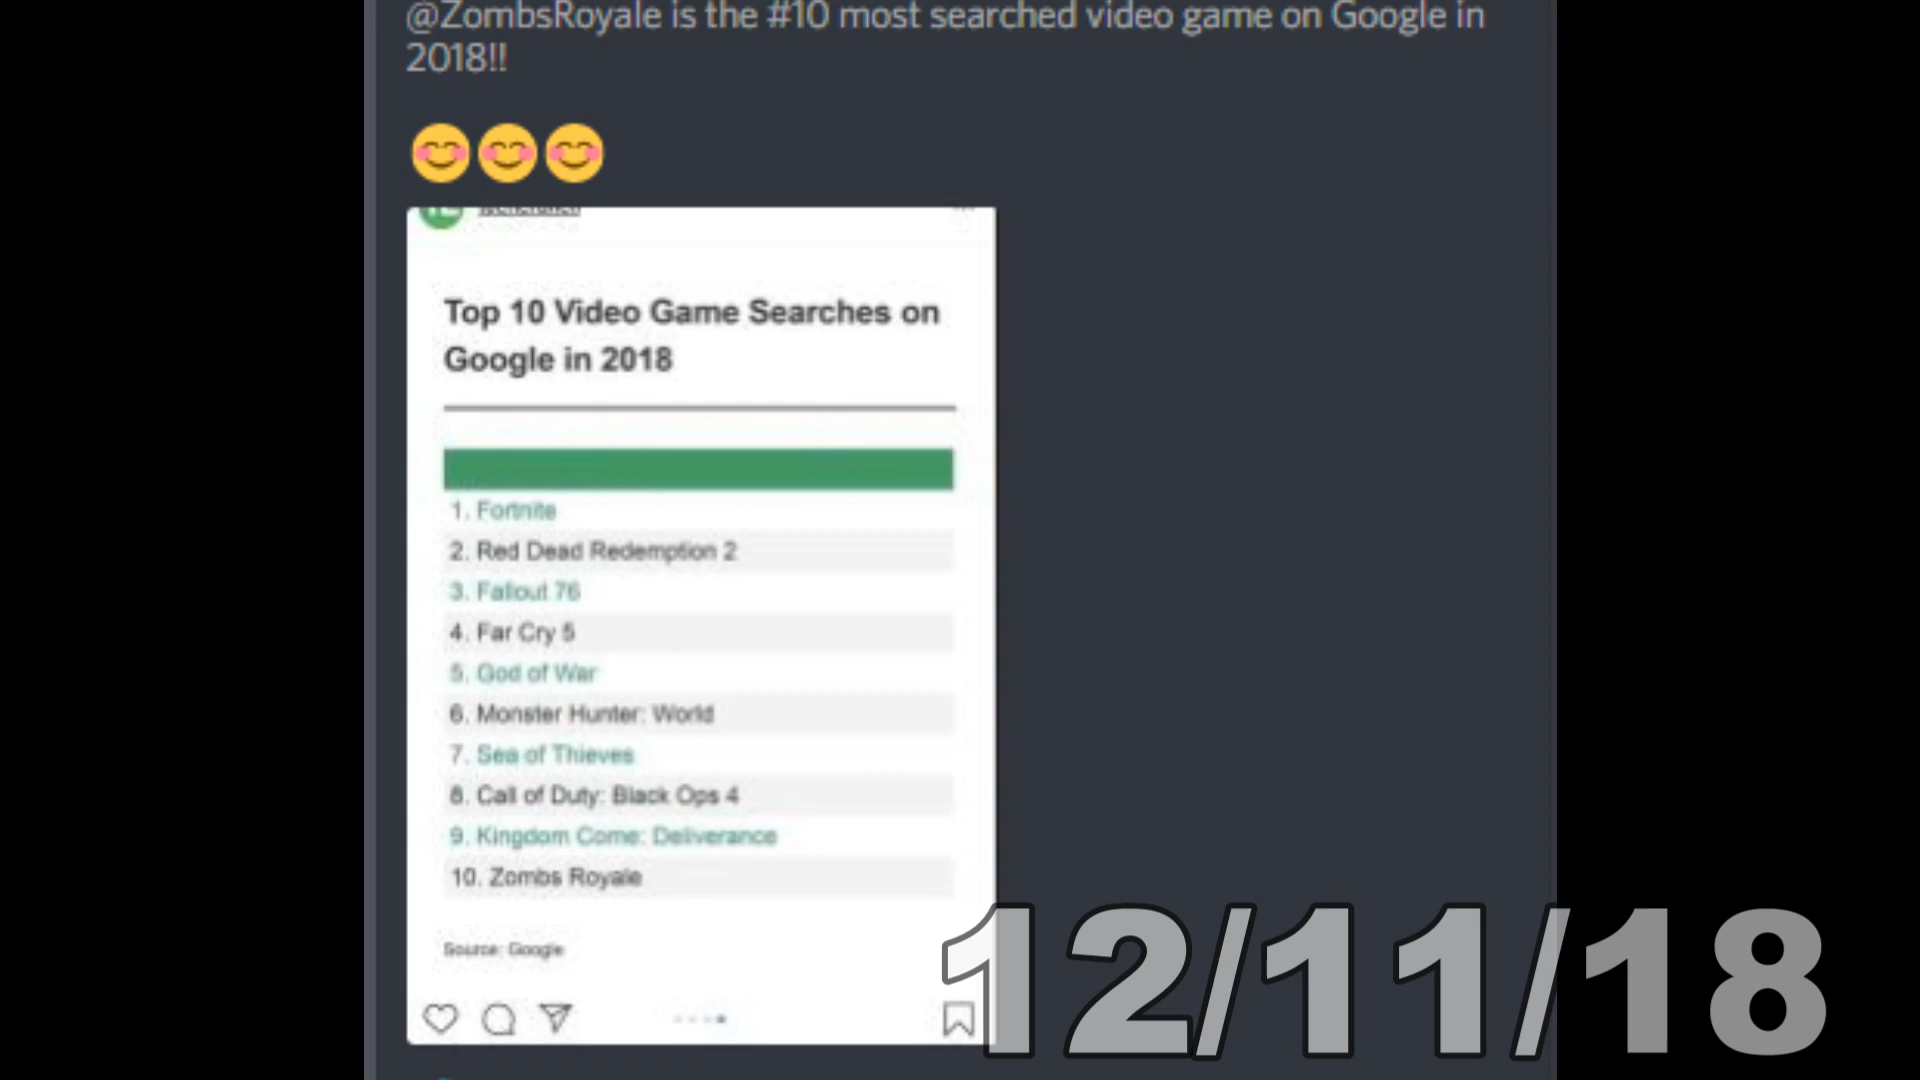 @ZombsRoyale is the #10 most searched video game on Google in
2018!!
Top 10 Video Game Searches on
Google in 2018
1. Fortnite
2. Red Dead Redemption 2
3. Fallout 76
4. Far Cry 5
5. God of War
6. Monster Hunter: World
7. Sea of Thieves
8. Call of Duty: Black Ops 4
9. Kingdom Come: Deliverance
10. Zombs Royale
Source: Google
12/11/18